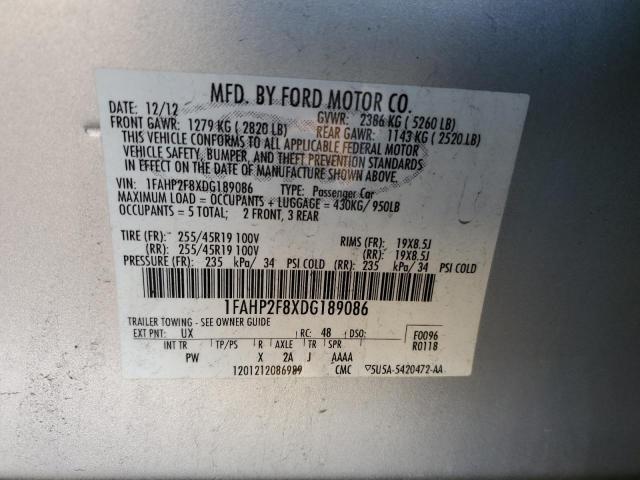 MFD. BY FORD MOTOR CO.
DATE: 12/12 GVWR: 2386 KG ( 5260 LB)
FRONT GAWR: 1279 KG ( 2820 LB) REAR GAWR: 1143 KG ( 2520 LB)
THIS VEHICLE CONFORMS TO ALL APPLICABLE FEDERAL MOTOR
VEHICLE SAFETY, BUMPER, AND THEFT PREVENTION STANDARDS
IN EFFECT ON THE DATE OF MANUFACTURE SHOWN ABOVE.
VIN: 1FAHP2F8XDG189086 TYPE: Passenger Car
MAXIMUM LOAD = OCCUPANTS + LUGGAGE = 430KG/ 950LB
OCCUPANTS = 5 TOTAL; 2 FRONT, 3 REAR
TIRE (FR): 255/45R19 100V RIMS (FR): 19X8.5J
(RR): 255/45R19 100V (RR): 19X8.5J
PRESSURE (FR): 235 kPa/ 34 PSI COLD (RR): 235 kPa/ 34 PSI COLD
1FAHP2F8XDG189086
TRAILER TOWING - SEE OWNER GUIDE
EXT PNT: UX RC: 48 DSO: F0096
R0118
INT TR TP/PS R AXLE TR SPR
PW X 2A J AAAA
1201212086989 CMC ▽5U5A-5420472-AA